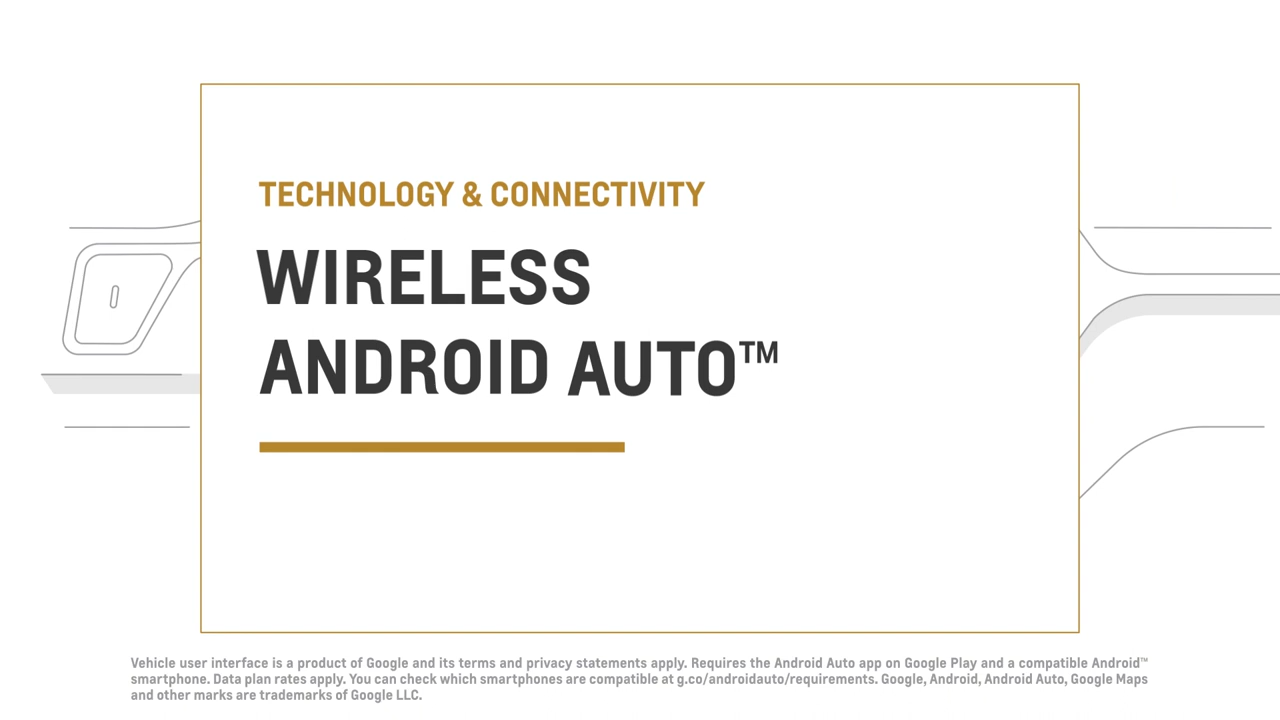 TECHNOLOGY & CONNECTIVITY
WIRELESS
ANDROID AUTO™
Vehicle user interface is a product of Google and its terms and privacy statements apply. Requires the Android Auto app on Google Play and a compatible Android™
smartphone. Data plan rates apply. You can check which smartphones are compatible at g.co/androidauto/requirements. Google, Android, Android Auto, Google Maps
and other marks are trademarks of Google LLC.